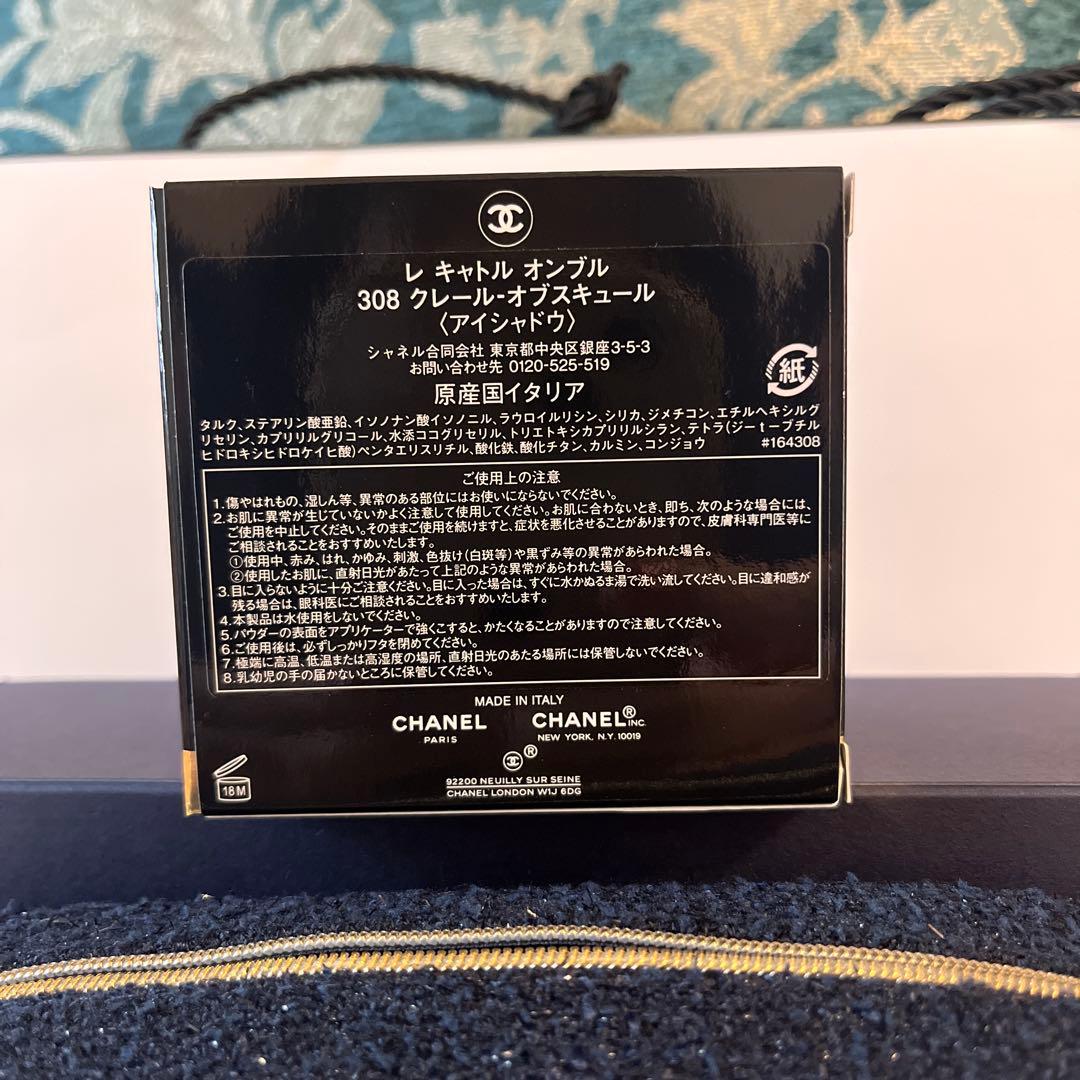 レ キャトル オンブル
308 クレール-オブスキュール
〈アイシャドウ〉
シャネル合同会社 東京都中央区銀座3-5-3
お問い合わせ先 0120-525-519
紙
原産国イタリア
タルク、ステアリン酸亜鉛、イソノナン酸イソノニル、ラウロイルリシン、シリカ、ジメチコン、エチルヘキシルグ
リセリン、カプリリルグリコール、水添ココグリセリル、トリエトキシカプリリルシラン、テトラ(ジーtーブチル
ヒドロキシヒドロケイヒ酸)ペンタエリスリチル、酸化鉄、酸化チタン、カルミン、コンジョウ #164308
ご使用上の注意
1.傷やはれもの、湿しん等、異常のある部位にはお使いにならないでください。
2.お肌に異常が生じていないかよく注意して使用してください。お肌に合わないとき、即ち、次のような場合には、
ご使用を中止してください。そのままご使用を続けますと、症状を悪化させることがありますので、皮膚科専門医等に
ご相談されることをおすすめいたします。
①使用中、赤み、はれ、かゆみ、刺激、色抜け(白斑等)や黒ずみ等の異常があらわれた場合。
②使用したお肌に、直射日光があたって上記のような異常があらわれた場合。
3.目に入らないように十分ご注意ください。目に入った場合は、すぐに水かぬるま湯で洗い流してください。目に違和感が
残る場合は、眼科医にご相談されることをおすすめいたします。
4.本製品は水使用をしないでください。
5.パウダーの表面をアプリケーターで強くこすると、かたくなることがありますので注意してください。
6.ご使用後は、必ずしっかりフタを閉めてください。
7.極端に高温、低温または高湿度の場所、直射日光のあたる場所には保管しないでください。
8.乳幼児の手の届かないところに保管してください。
MADE IN ITALY
CHANEL CHANEL® INC.
PARIS NEW YORK, N.Y. 10019
®
92200 NEUILLY SUR SEINE
CHANEL LONDON W1J 6DG
18M